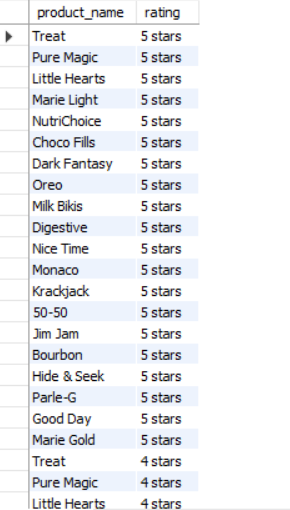 product_name rating
Treat 5 stars
Pure Magic 5 stars
Little Hearts 5 stars
Marie Light 5 stars
NutriChoice 5 stars
Choco Fills 5 stars
Dark Fantasy 5 stars
Oreo 5 stars
Milk Bikis 5 stars
Digestive 5 stars
Nice Time 5 stars
Monaco 5 stars
Krackjack 5 stars
50-50 5 stars
Jim Jam 5 stars
Bourbon 5 stars
Hide & Seek 5 stars
Parle-G 5 stars
Good Day 5 stars
Marie Gold 5 stars
Treat 4 stars
Pure Magic 4 stars
Little Hearts 4 stars